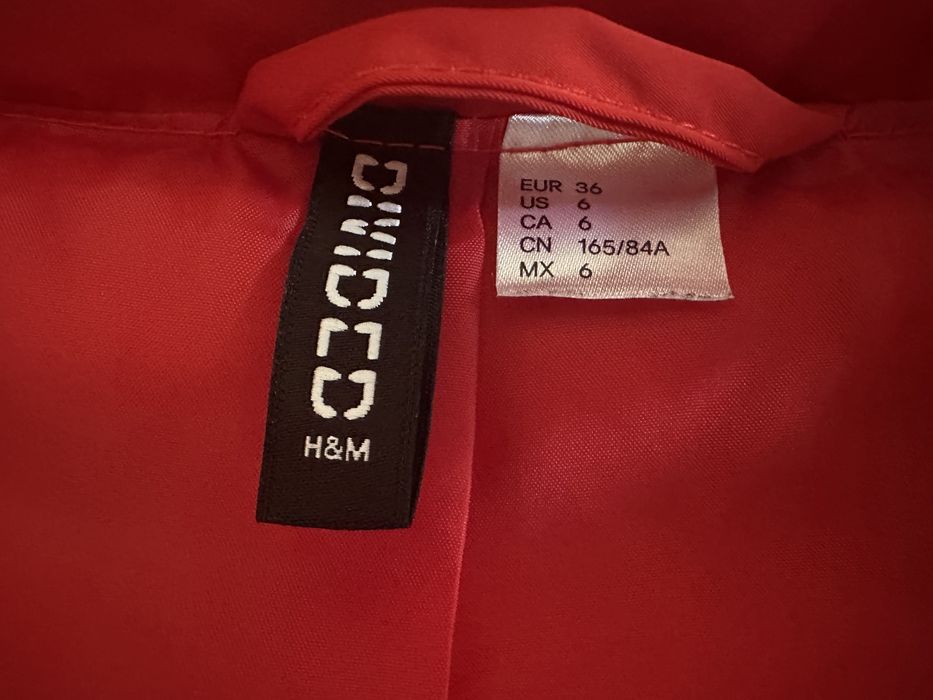 DIVIDED
H&M
EUR 36
US 6
CA 6
CN 165/84A
MX 6